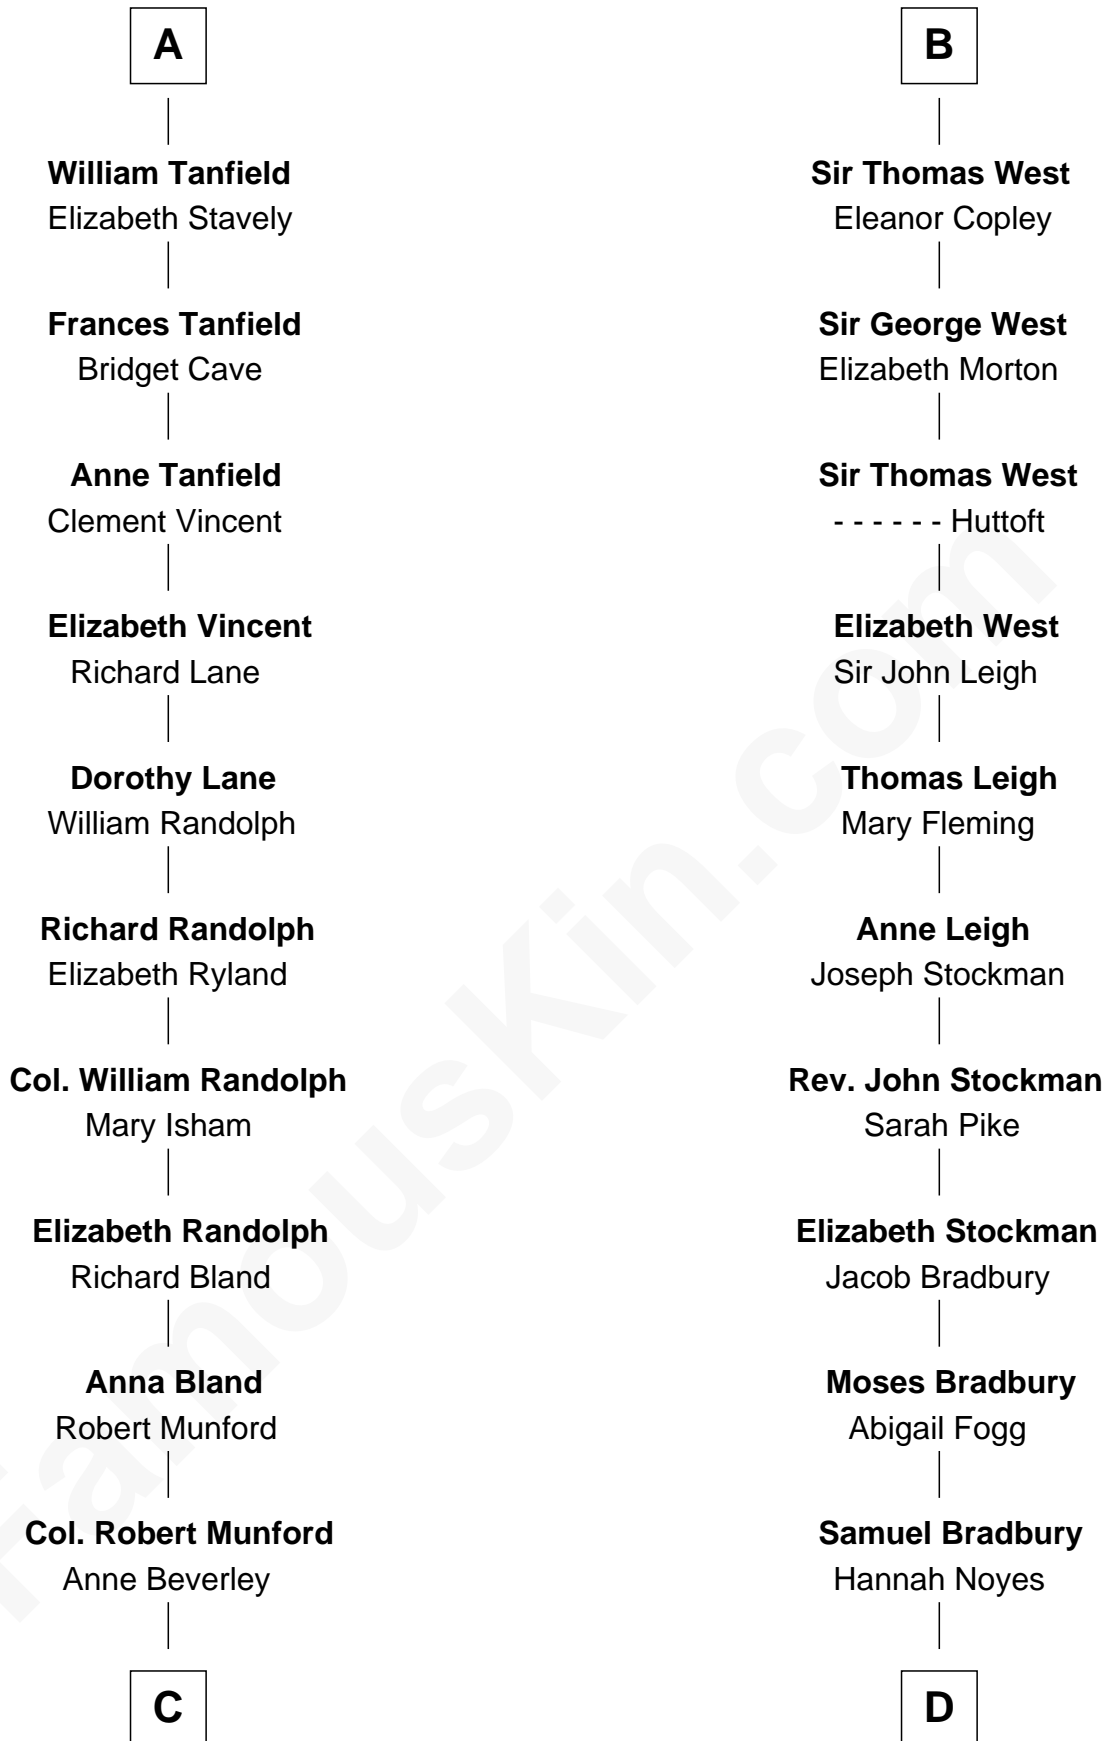 A
William Tanfield
Elizabeth Stavely
Frances Tanfield
Bridget Cave
Anne Tanfield
Clement Vincent
Elizabeth Vincent
Richard Lane
Dorothy Lane
William Randolph
Richard Randolph
Elizabeth Ryland
Col. William Randolph
Mary Isham
Elizabeth Randolph
Richard Bland
Anna Bland
Robert Munford
Col. Robert Munford
Anne Beverley
C
B
Sir Thomas West
Eleanor Copley
Sir George West
Elizabeth Morton
Sir Thomas West
- - - - - - Huttoft
Elizabeth West
Sir John Leigh
Thomas Leigh
Mary Fleming
Anne Leigh
Joseph Stockman
Rev. John Stockman
Sarah Pike
Elizabeth Stockman
Jacob Bradbury
Moses Bradbury
Abigail Fogg
Samuel Bradbury
Hannah Noyes
D
FamousKin.com